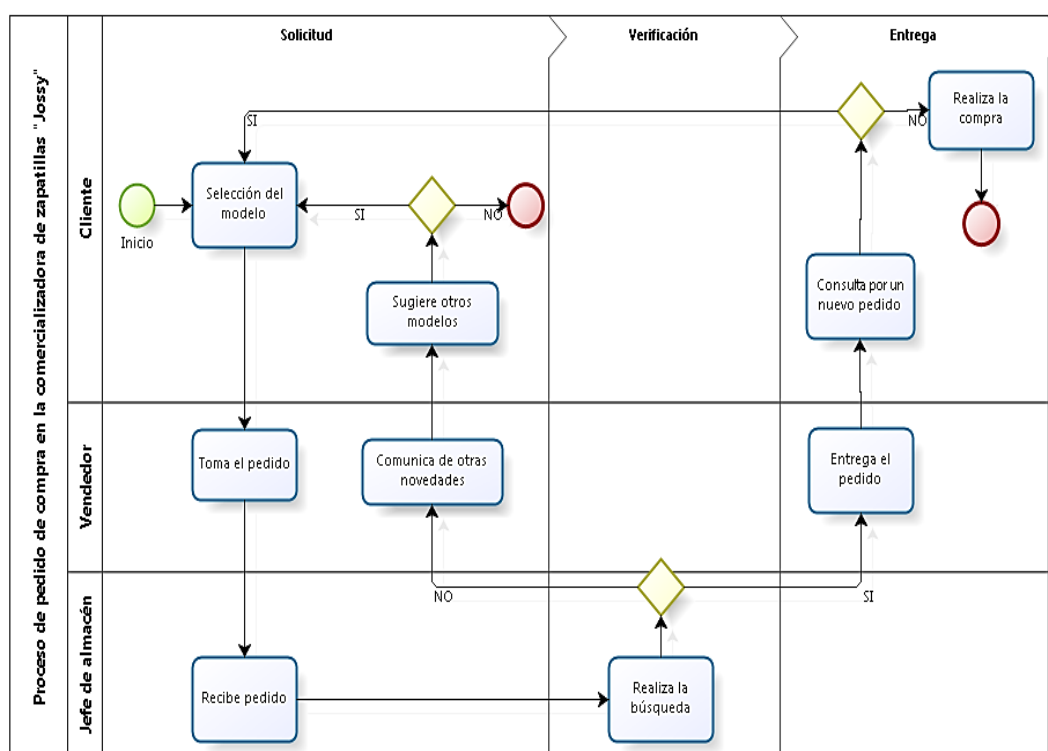 Proceso de pedido de compra en la comercializadora de zapatillas "Jossy"
Solicitud
Verificación
Entrega
Cliente
Inicio
Selección del
modelo
SI
SI
NO
Sugiere otros
modelos
NO
Realiza la
compra
Consulta por un
nuevo pedido
Vendedor
Toma el pedido
Comunica de otras
novedades
Entrega el
pedido
Jefe de almacén
NO
SI
Recibe pedido
Realiza la
búsqueda